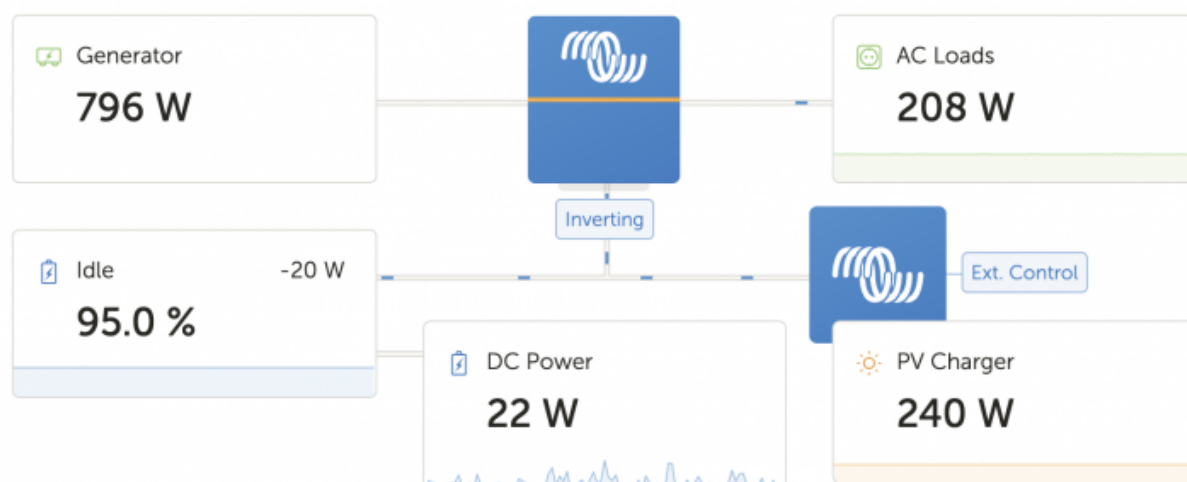 Generator
796 W
AC Loads
208 W
Inverting
Idle
-20 W
95.0 %
Ext. Control
DC Power
22 W
PV Charger
240 W